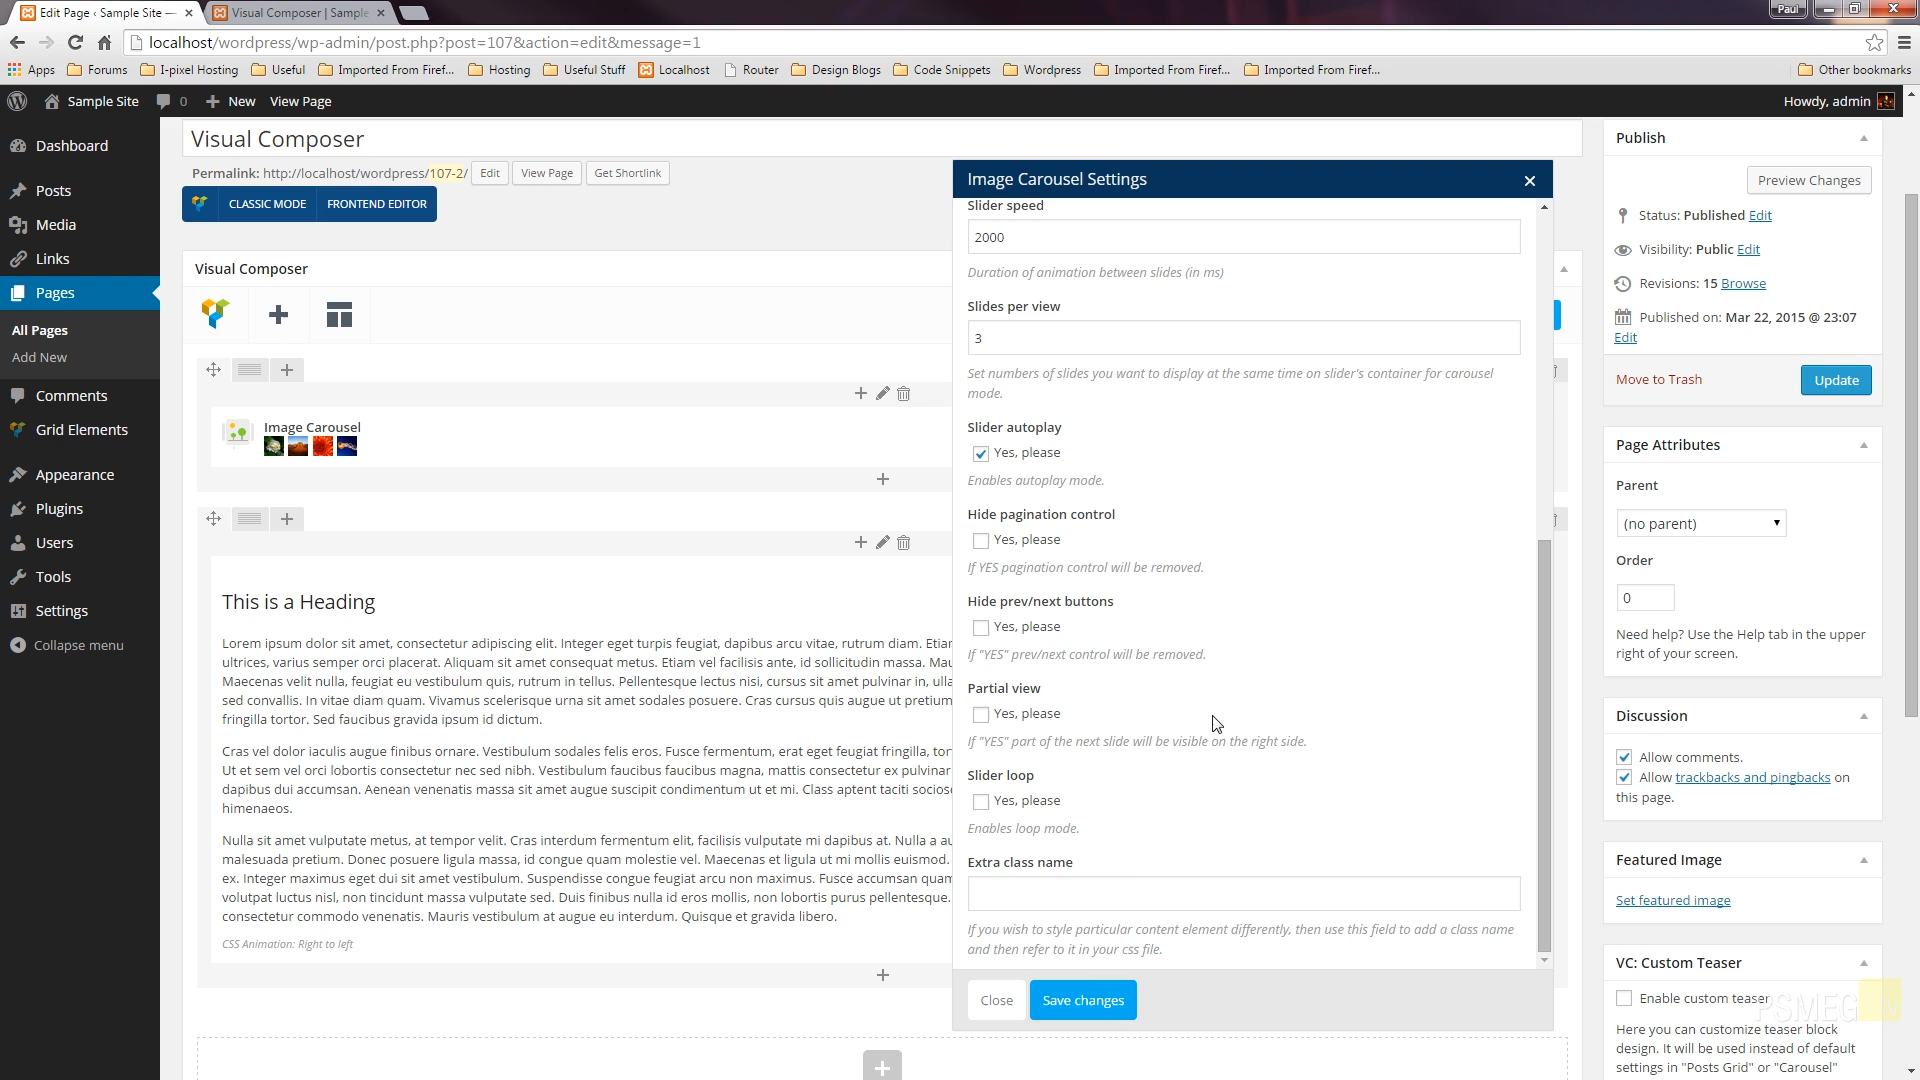 Edit Page ‹ Sample Site —
Visual Composer | Sample
Paul
localhost/wordpress/wp-admin/post.php?post=107&action=edit&message=1
Apps Forums I-pixel Hosting Useful Imported From Firef... Hosting Useful Stuff Localhost Router Design Blogs Code Snippets Wordpress Imported From Firef... Imported From Firef... Other bookmarks
Sample Site 0 New View Page Howdy, admin
Dashboard
Posts
Media
Links
Pages
All Pages
Add New
Comments
Grid Elements
Appearance
Plugins
Users
Tools
Settings
Collapse menu
Visual Composer
Permalink: http://localhost/wordpress/107-2/ Edit View Page Get Shortlink
CLASSIC MODE FRONTEND EDITOR
Visual Composer
Image Carousel
This is a Heading
Lorem ipsum dolor sit amet, consectetur adipiscing elit. Integer eget turpis feugiat, dapibus arcu vitae, rutrum diam. Etiar
ultrices, varius semper orci placerat. Aliquam sit amet consequat metus. Etiam vel facilisis ante, id sollicitudin massa. Mau
Maecenas velit nulla, feugiat eu vestibulum quis, rutrum in tellus. Pellentesque lectus nisi, cursus sit amet pulvinar in, ulla
sed convallis. In vitae diam quam. Vivamus scelerisque urna sit amet sodales posuere. Cras cursus quis augue ut pretium
fringilla tortor. Sed faucibus gravida ipsum id dictum.
Cras vel dolor iaculis augue finibus ornare. Vestibulum sodales felis eros. Fusce fermentum, erat eget feugiat fringilla, tor
Ut et sem vel orci lobortis consectetur nec sed nibh. Vestibulum faucibus faucibus magna, mattis consectetur ex pulvinar
dapibus dui accumsan. Aenean venenatis massa sit amet augue suscipit condimentum ut et mi. Class aptent taciti socios
himenaeos.
Nulla sit amet vulputate metus, at tempor velit. Cras interdum fermentum elit, facilisis vulputate mi dapibus at. Nulla a au
malesuada pretium. Donec posuere ligula massa, id congue quam molestie vel. Maecenas et ligula ut mi mollis euismod.
ex. Integer maximus eget dui sit amet vestibulum. Suspendisse congue feugiat arcu non maximus. Fusce accumsan quam
volutpat luctus nisl, non tincidunt massa vulputate sed. Duis finibus nulla id eros mollis, non lobortis purus pellentesque.
consectetur commodo venenatis. Mauris vestibulum at augue eu interdum. Quisque et gravida libero.
CSS Animation: Right to left
Image Carousel Settings
Slider speed
2000
Duration of animation between slides (in ms)
Slides per view
3
Set numbers of slides you want to display at the same time on slider's container for carousel
mode.
Slider autoplay
Yes, please
Enables autoplay mode.
Hide pagination control
Yes, please
If YES pagination control will be removed.
Hide prev/next buttons
Yes, please
If "YES" prev/next control will be removed.
Partial view
Yes, please
If "YES" part of the next slide will be visible on the right side.
Slider loop
Yes, please
Enables loop mode.
Extra class name
If you wish to style particular content element differently, then use this field to add a class name
and then refer to it in your css file.
Close Save changes
Publish
Preview Changes
Status: Published Edit
Visibility: Public Edit
Revisions: 15 Browse
Published on: Mar 22, 2015 @ 23:07
Edit
Move to Trash Update
Page Attributes
Parent
(no parent)
Order
0
Need help? Use the Help tab in the upper
right of your screen.
Discussion
Allow comments.
Allow trackbacks and pingbacks on
this page.
Featured Image
Set featured image
VC: Custom Teaser
Enable custom teaser
PSMEG
Here you can customize teaser block
design. It will be used instead of default
settings in "Posts Grid" or "Carousel"